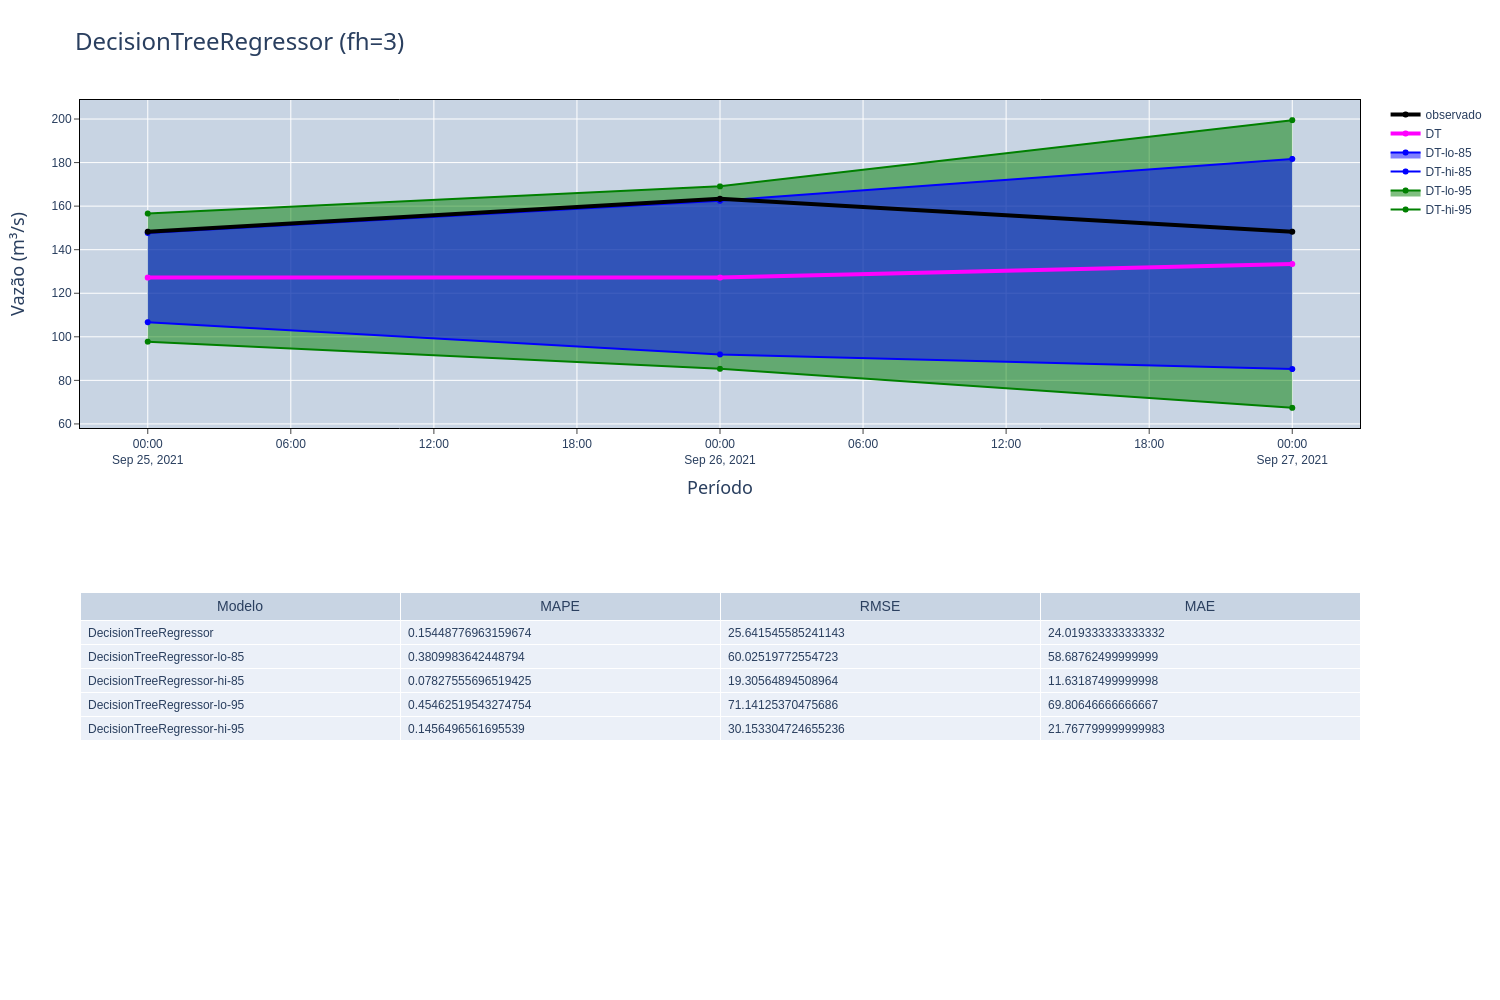 DecisionTreeRegressor (fh=3)
200
180
160
140
120
100
80
60
Vazão (m³/s)
00:00 06:00 12:00 18:00 00:00 06:00 12:00 18:00 00:00
Sep 25, 2021 Sep 26, 2021 Sep 27, 2021
Período
observado
DT
DT-lo-85
DT-hi-85
DT-lo-95
DT-hi-95
Modelo MAPE RMSE MAE
DecisionTreeRegressor 0.15448776963159674 25.641545585241143 24.019333333333332
DecisionTreeRegressor-lo-85 0.3809983642448794 60.02519772554723 58.68762499999999
DecisionTreeRegressor-hi-85 0.07827555696519425 19.30564894508964 11.63187499999998
DecisionTreeRegressor-lo-95 0.45462519543274754 71.14125370475686 69.80646666666667
DecisionTreeRegressor-hi-95 0.1456496561695539 30.153304724655236 21.767799999999983